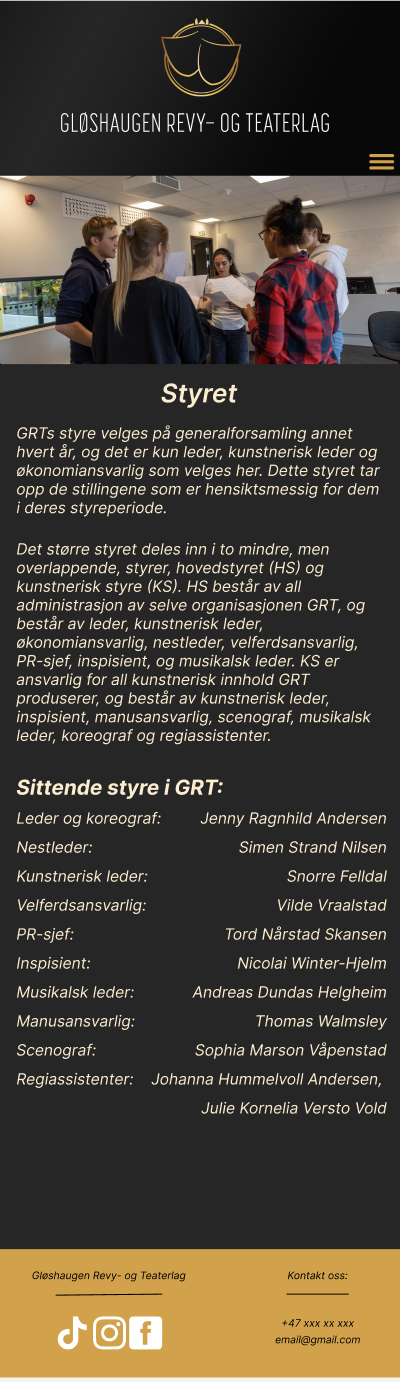 GLØSHAUGEN REVY- OG TEATERLAG
Styret
GRTs styre velges på generalforsamling annet
hvert år, og det er kun leder, kunstnerisk leder og
økonomiansvarlig som velges her. Dette styret tar
opp de stillingene som er hensiktsmessig for dem
i deres styreperiode.
Det større styret deles inn i to mindre, men
overlappende, styrer, hovedstyret (HS) og
kunstnerisk styre (KS). HS består av all
administrasjon av selve organisasjonen GRT, og
består av leder, kunstnerisk leder,
økonomiansvarlig, nestleder, velferdsansvarlig,
PR-sjef, inspisient, og musikalsk leder. KS er
ansvarlig for all kunstnerisk innhold GRT
produserer, og består av kunstnerisk leder,
inspisient, manusansvarlig, scenograf, musikalsk
leder, koreograf og regiassistenter.
Sittende styre i GRT:
Leder og koreograf: Jenny Ragnhild Andersen
Nestleder: Simen Strand Nilsen
Kunstnerisk leder: Snorre Felldal
Velferdsansvarlig: Vilde Vraalstad
PR-sjef: Tord Nårstad Skansen
Inspisient: Nicolai Winter-Hjelm
Musikalsk leder: Andreas Dundas Helgheim
Manusansvarlig: Thomas Walmsley
Scenograf: Sophia Marson Våpenstad
Regiassistenter: Johanna Hummelvoll Andersen,
Julie Kornelia Versto Vold
Gløshaugen Revy- og Teaterlag
Kontakt oss:
+47 xxx xx xxx
email@gmail.com